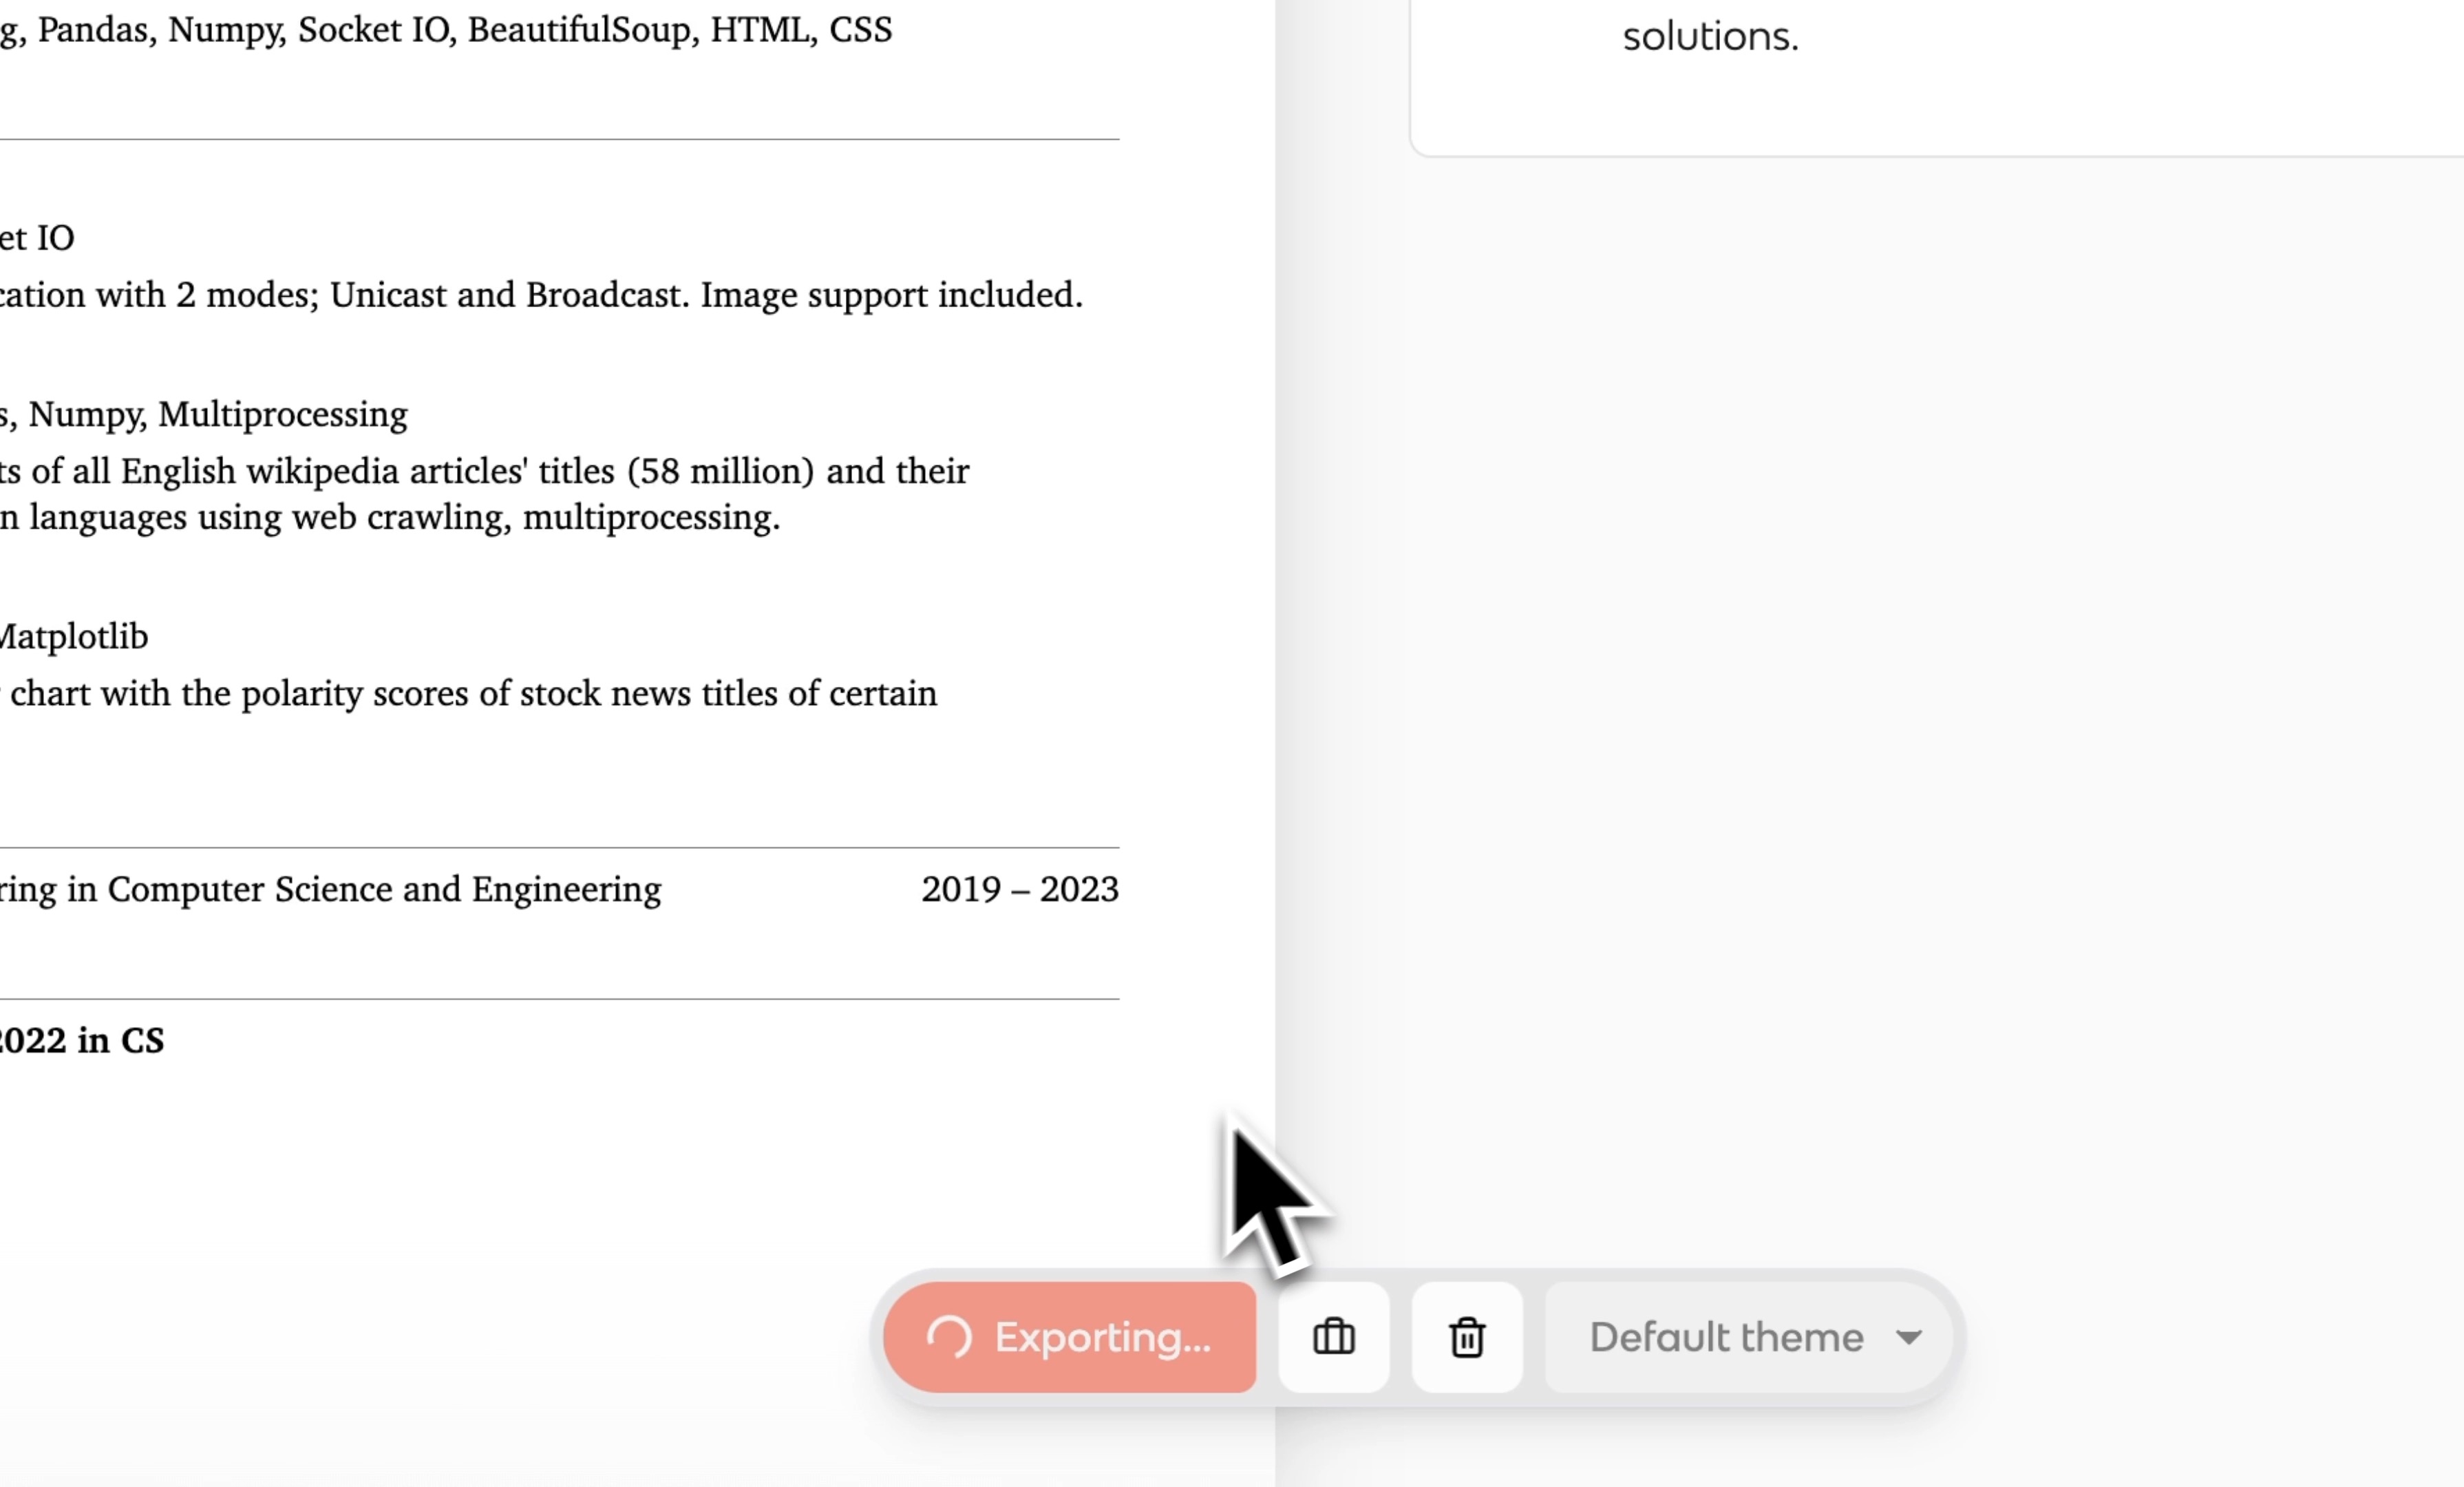 g, Pandas, Numpy, Socket IO, BeautifulSoup, HTML, CSS
solutions.
et IO
cation with 2 modes; Unicast and Broadcast. Image support included.
s, Numpy, Multiprocessing
ts of all English wikipedia articles' titles (58 million) and their
n languages using web crawling, multiprocessing.
Matplotlib
chart with the polarity scores of stock news titles of certain
ring in Computer Science and Engineering 2019 – 2023
2022 in CS
Exporting... Default theme